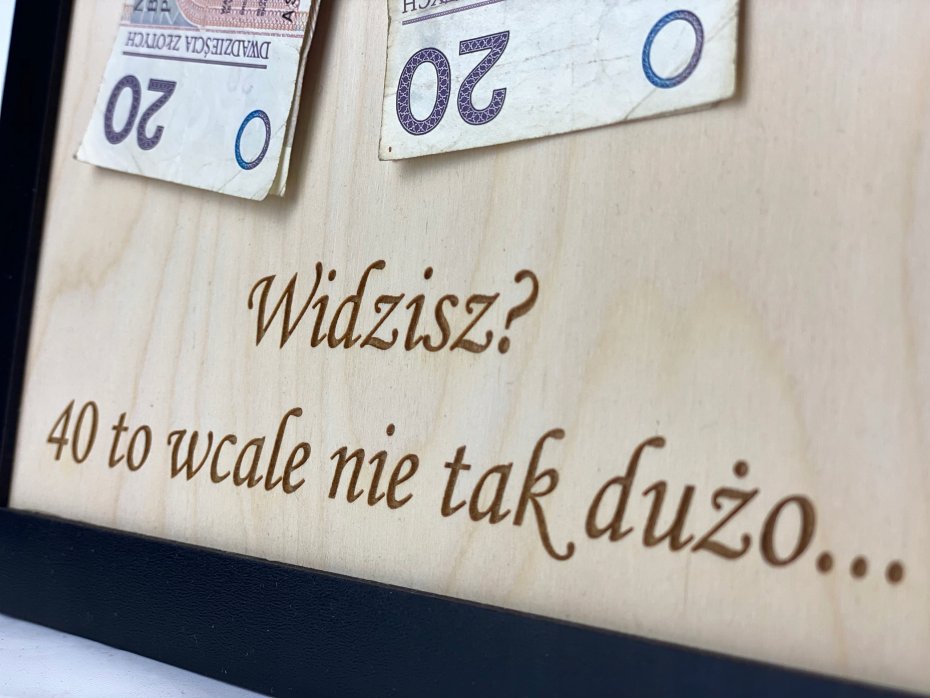 DWADZIEŚCIA ZŁOTYCH
20
20
Widzisz?
40 to wcale nie tak dużo...